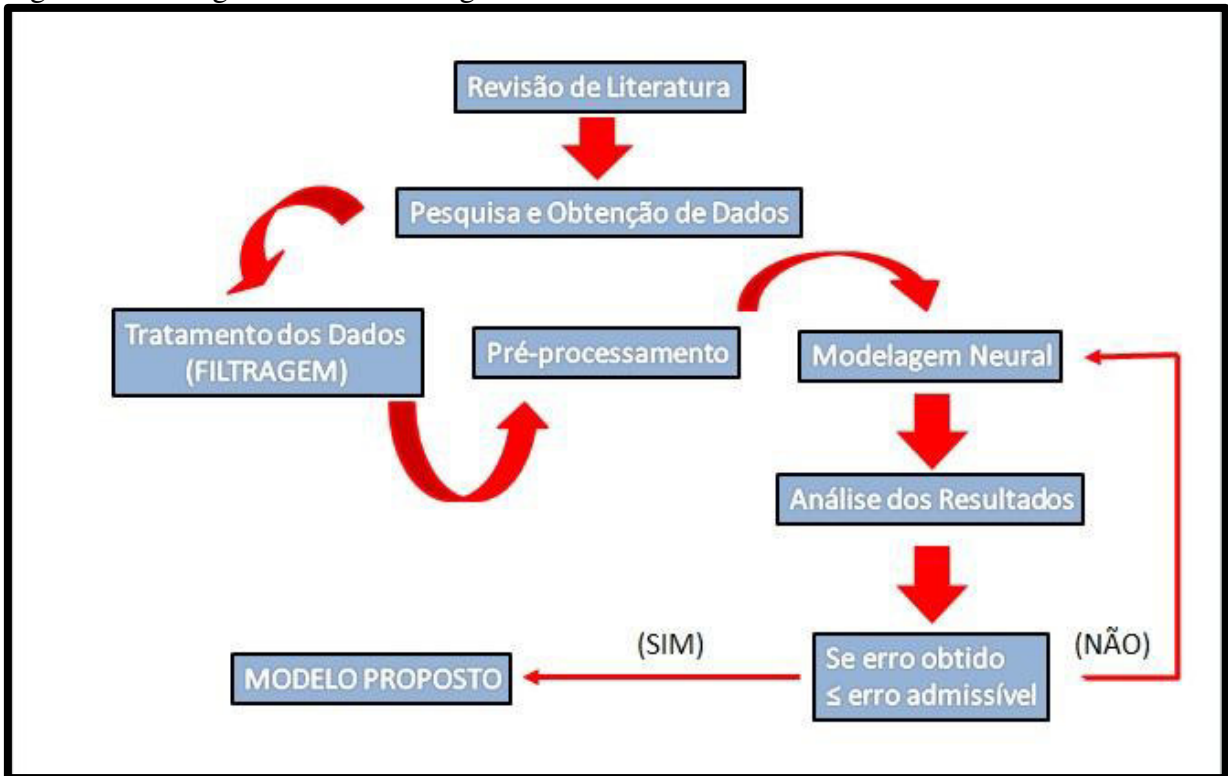 Revisão de Literatura
Pesquisa e Obtenção de Dados
Tratamento dos Dados
(FILTRAGEM)
Pré-processamento
Modelagem Neural
Análise dos Resultados
Se erro obtido
≤ erro admissível
(SIM)
(NÃO)
MODELO PROPOSTO